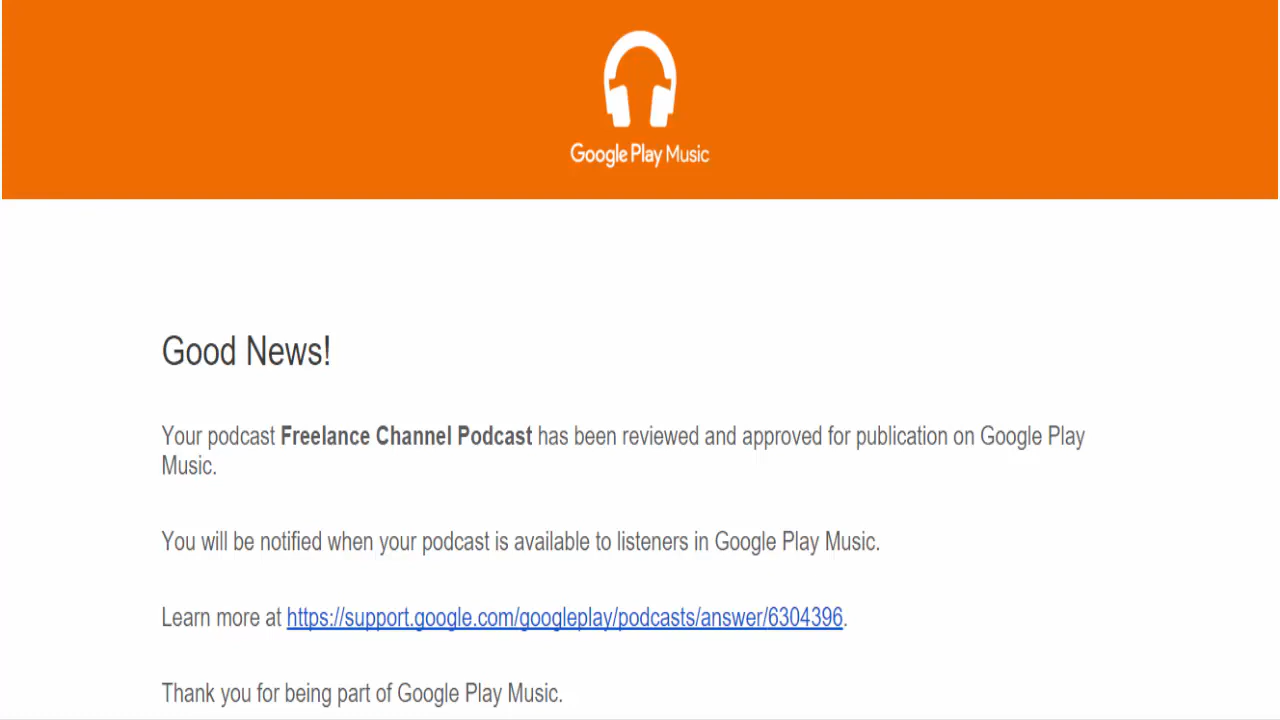 Google Play Music
Good News!
Your podcast Freelance Channel Podcast has been reviewed and approved for publication on Google Play
Music.
You will be notified when your podcast is available to listeners in Google Play Music.
Learn more at https://support.google.com/googleplay/podcasts/answer/6304396.
Thank you for being part of Google Play Music.